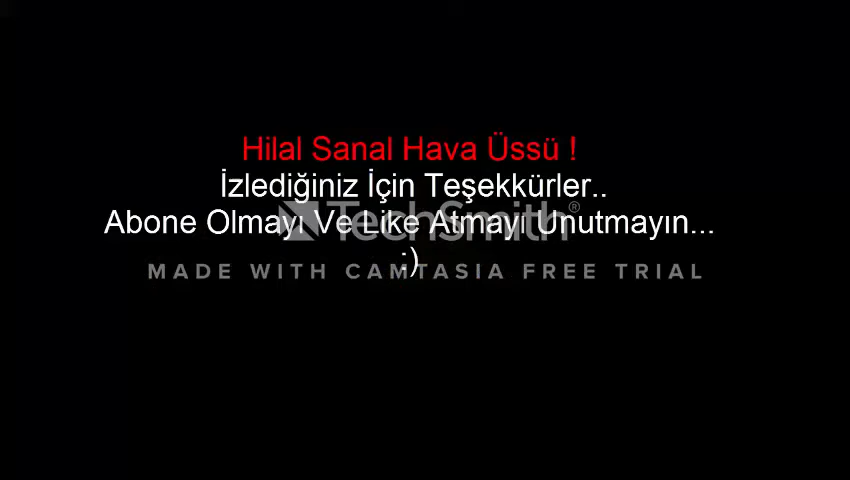 Hilal Sanal Hava Üssü !
İzlediğiniz İçin Teşekkürler..
Abone Olmayı Ve Like Atmayı Unutmayın...
TechSmith®
:)
MADE WITH CAMTASIA FREE TRIAL